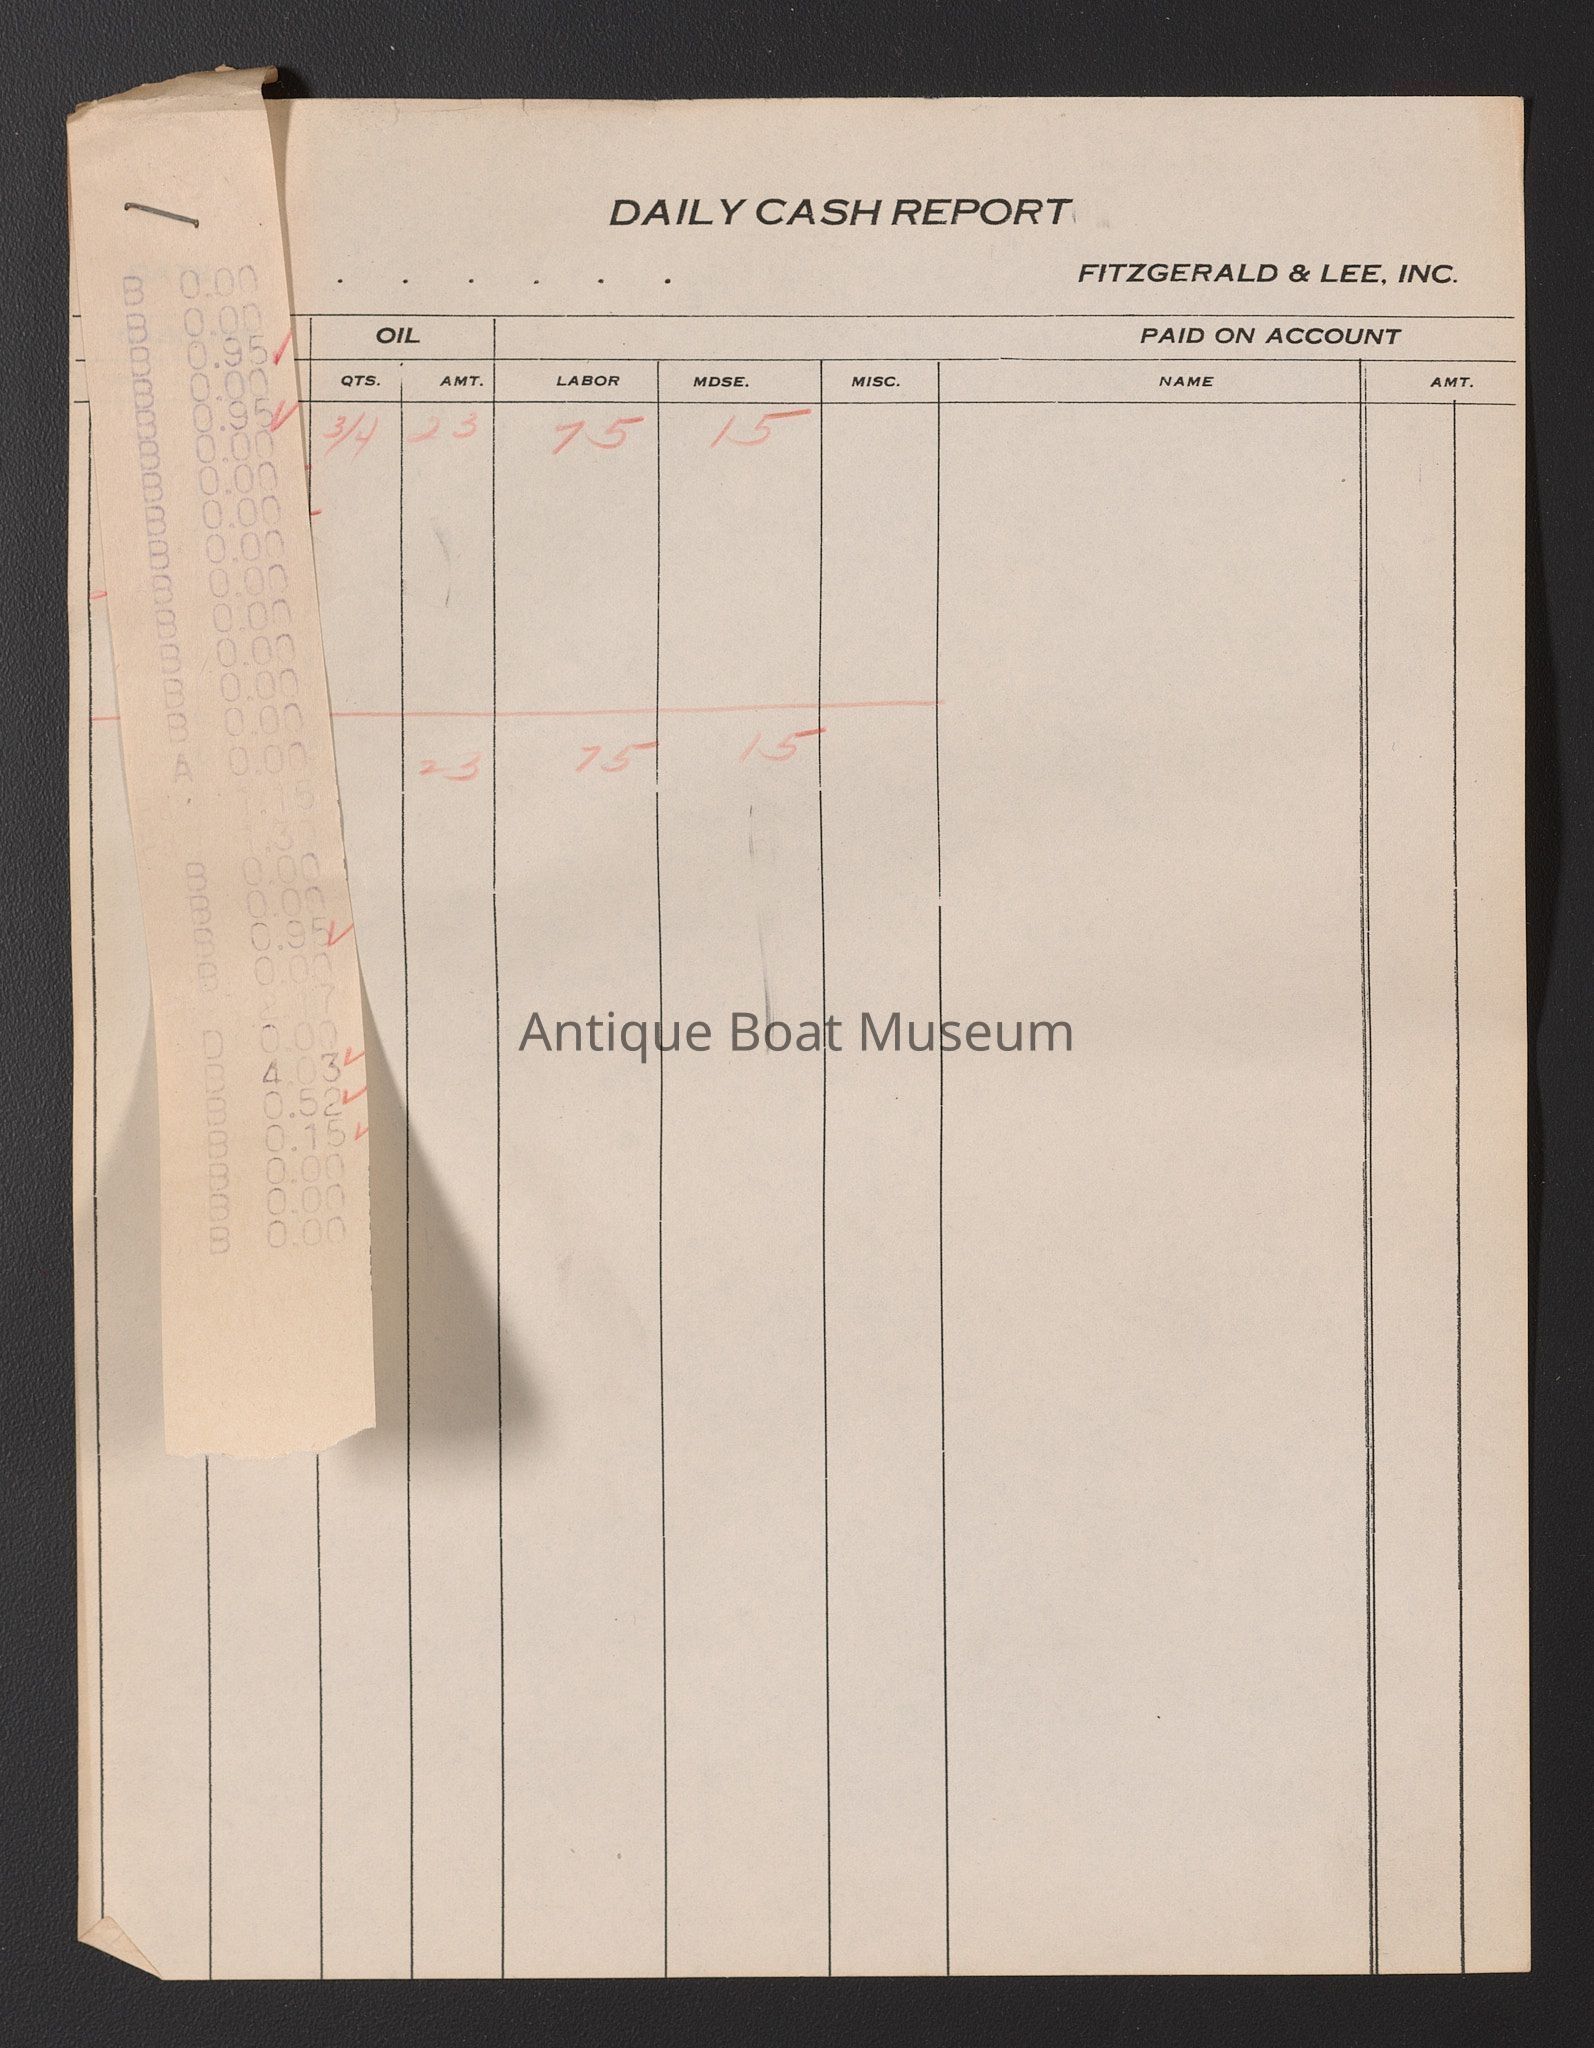 DAILY CASH REPORT
. . . . . .
FITZGERALD & LEE, INC.
OIL PAID ON ACCOUNT
QTS. AMT. LABOR MDSE. MISC. NAME AMT.
3/4 23 75 15
23 75 15
B 0.00
B 0.00
B 0.95 ✓
B 0.00
B 0.95 ✓
B 0.00
B 0.00
B 0.00
B 0.00
B 0.00
B 0.00
B 0.00
B 0.00
B 0.00
A 0.00
B 0.00
B 0.00
B 0.95 ✓
B 0.00
4.03 ✓
B 0.52 ✓
B 0.15 ✓
B 0.00
B 0.00
B 0.00
Antique Boat Museum